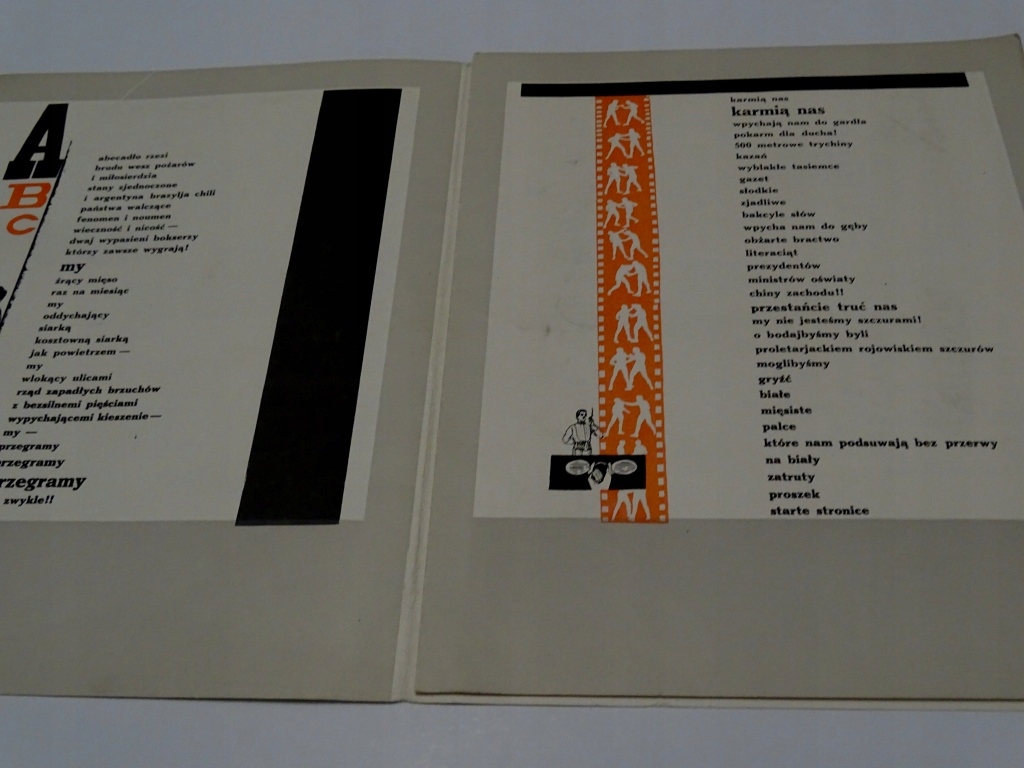 A
B
C
abecadło rzezi
brodu wesz pożarów
i miłosierdzia
stany zjednoczone
i argentyna brazylja chili
państwa walczące
fenomen i noumen
wieczność i nicość —
dwaj wypasieni bokserzy
którzy zawsze wygrają!
my
żrący mięso
raz na miesiąc
my
oddychający
siarką
kosztowną siarką
jak powietrzem —
my
wlokący ulicami
rząd zapadłych brzuchów
z bezsilnemi pięściami
wypychającemi kieszenie —
my —
przegramy
przegramy
przegramy
zwykle!!
karmią nas
karmią nas
wpychają nam do gardła
pokarm dla ducha!
500 metrowe trychiny
kazań
wyblakłe tasiemce
gazet
słodkie
zjadliwe
bakcyle słów
wpycha nam do gęby
obżarte bractwo
literaciąt
prezydentów
ministrów oświaty
chiny zachodu!!
przestańcie truć nas
my nie jesteśmy szczurami!
o bodajbyśmy byli
proletarjackiem rojowiskiem szczurów
moglibyśmy
gryźć
białe
mięsiste
palce
które nam podsuwają bez przerwy
na biały
zatruty
proszek
starte stronice